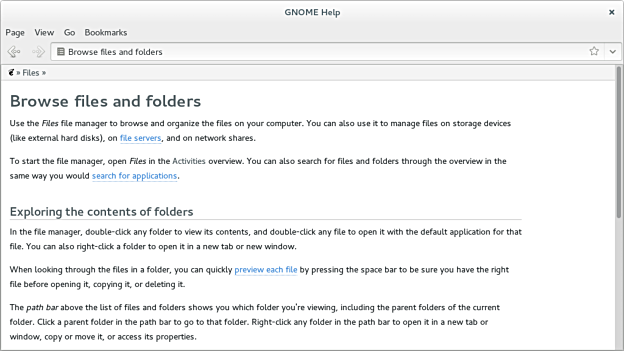 GNOME Help
Page View Go Bookmarks
Browse files and folders
» Files »
Browse files and folders
Use the Files file manager to browse and organize the files on your computer. You can also use it to manage files on storage devices
(like external hard disks), on file servers, and on network shares.
To start the file manager, open Files in the Activities overview. You can also search for files and folders through the overview in the
same way you would search for applications.
Exploring the contents of folders
In the file manager, double-click any folder to view its contents, and double-click any file to open it with the default application for that
file. You can also right-click a folder to open it in a new tab or new window.
When looking through the files in a folder, you can quickly preview each file by pressing the space bar to be sure you have the right
file before opening it, copying it, or deleting it.
The path bar above the list of files and folders shows you which folder you're viewing, including the parent folders of the current
folder. Click a parent folder in the path bar to go to that folder. Right-click any folder in the path bar to open it in a new tab or
window, copy or move it, or access its properties.